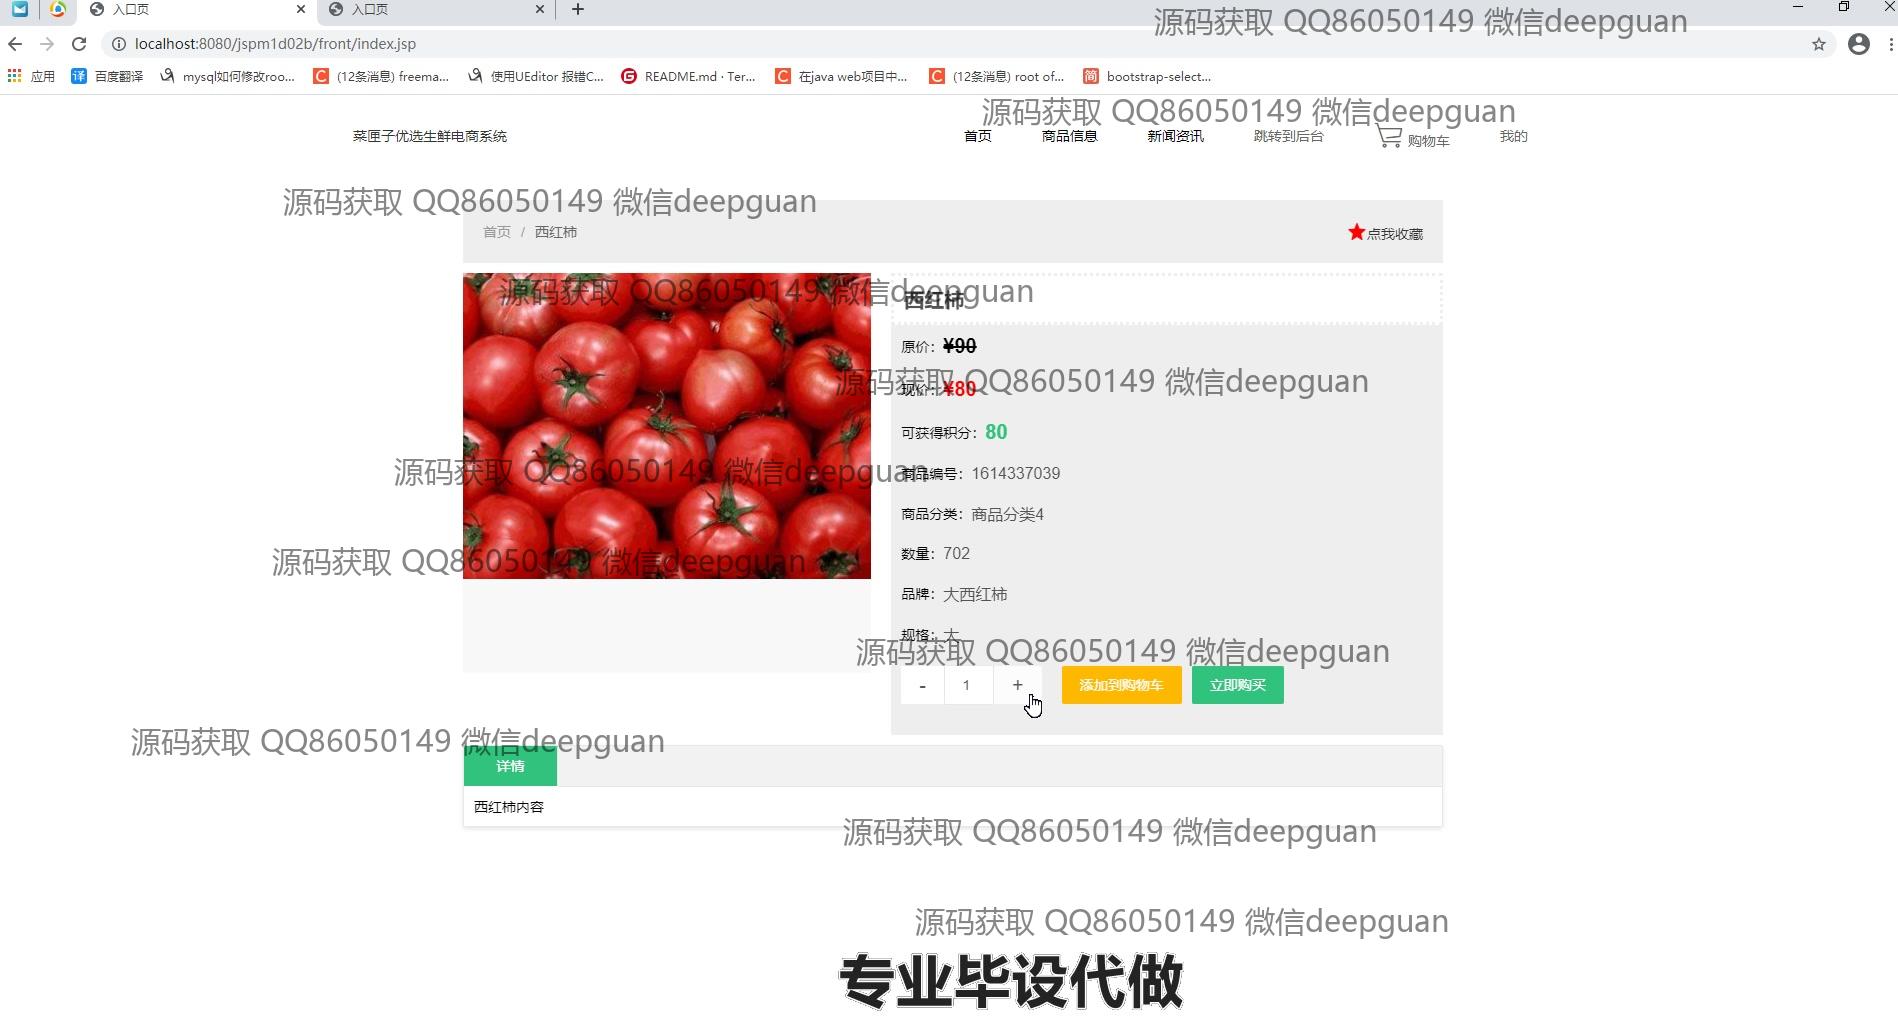 入口页
入口页
源码获取 QQ86050149 微信deepguan
localhost:8080/jspm1d02b/front/index.jsp
应用 百度翻译 mysql如何修改roo... (12条消息) freema... 使用UEditor 报错C... README.md · Ter... 在java web项目中... (12条消息) root of... bootstrap-select...
源码获取 QQ86050149 微信deepguan
菜匣子优选生鲜电商系统 首页 商品信息 新闻资讯 跳转到后台 购物车 我的
源码获取 QQ86050149 微信deepguan
首页 / 西红柿 点我收藏
源码获取 QQ86050149 微信deepguan
西红柿
原价: ¥90
源码获取 QQ86050149 微信deepguan
现价: ¥80
可获得积分: 80
源码获取 QQ86050149 微信deepguan
商品编号: 1614337039
商品分类: 商品分类4
数量: 702
源码获取 QQ86050149 微信deepguan
品牌: 大西红柿
规格: 大
源码获取 QQ86050149 微信deepguan
- 1 + 添加到购物车 立即购买
源码获取 QQ86050149 微信deepguan
详情
西红柿内容
源码获取 QQ86050149 微信deepguan
源码获取 QQ86050149 微信deepguan
专业毕设代做